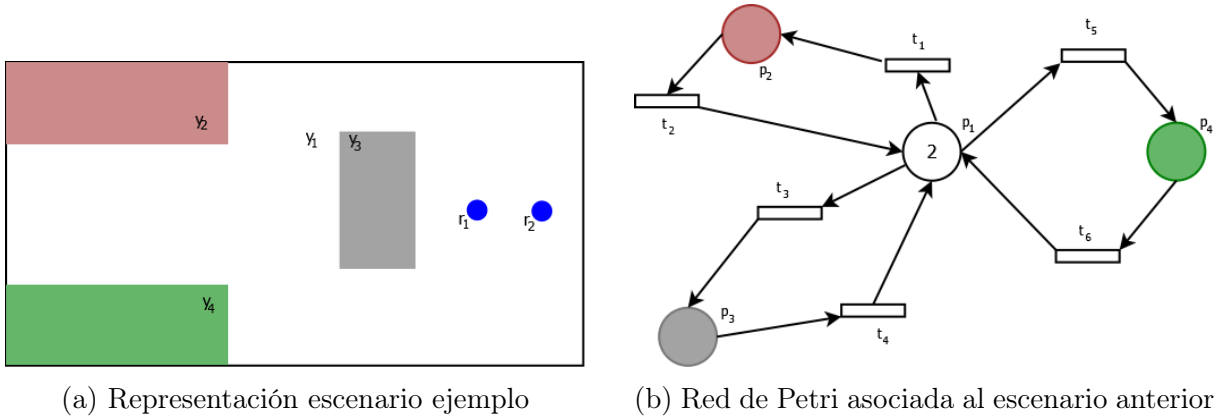 y2
y1
y3
r1
r2
y4
t1
p2
t2
t5
p1
p4
2
t3
t6
p3
t4
(a) Representación escenario ejemplo
(b) Red de Petri asociada al escenario anterior